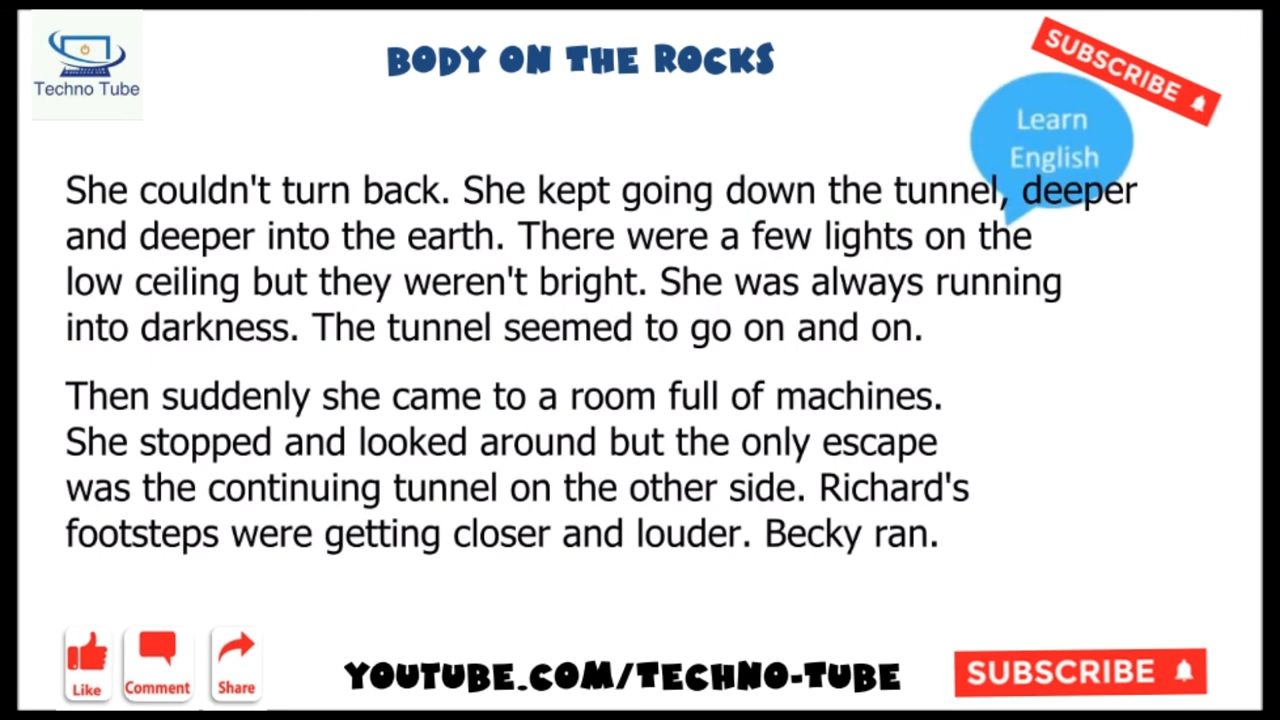 Techno Tube
BODY ON THE ROCKS
SUBSCRIBE
Learn
English
She couldn't turn back. She kept going down the tunnel, deeper
and deeper into the earth. There were a few lights on the
low ceiling but they weren't bright. She was always running
into darkness. The tunnel seemed to go on and on.
Then suddenly she came to a room full of machines.
She stopped and looked around but the only escape
was the continuing tunnel on the other side. Richard's
footsteps were getting closer and louder. Becky ran.
Like
Comment
Share
YOUTUBE.COM/TECHNO-TUBE
SUBSCRIBE